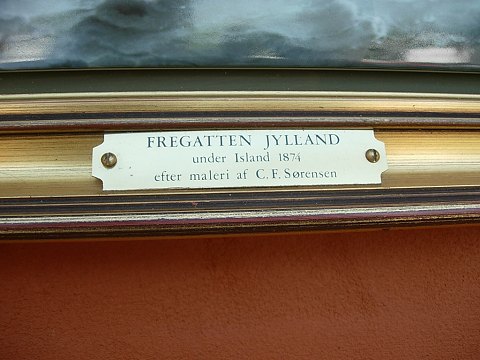 FREGATTEN JYLLAND
under Island 1874
efter maleri af C. F. Sørensen